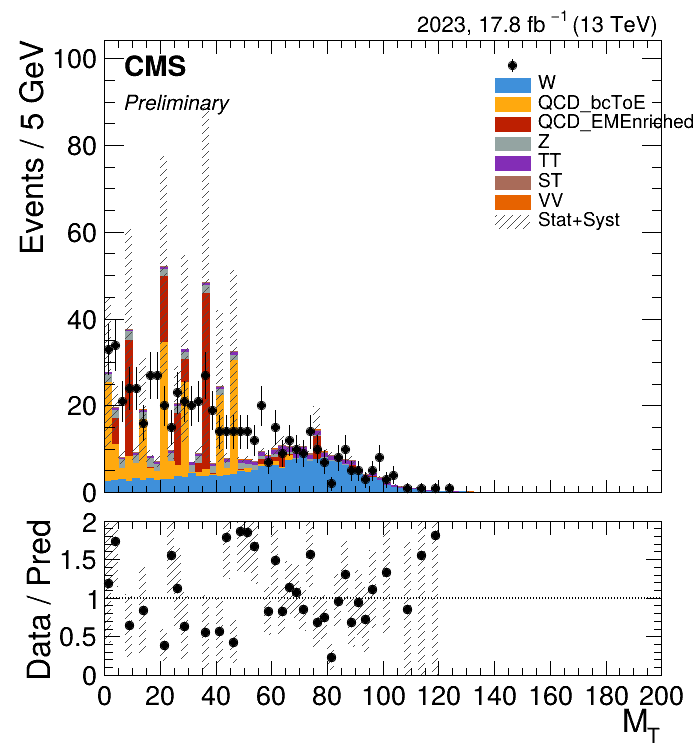 2023, 17.8 fb⁻¹ (13 TeV)
CMS
Preliminary
W
QCD_bcToE
QCD_EMEnriched
Z
TT
ST
VV
Stat+Syst
Events / 5 GeV
100
80
60
40
20
0
Data / Pred
2
1.5
1
0.5
0
0 20 40 60 80 100 120 140 160 180 200
M_T